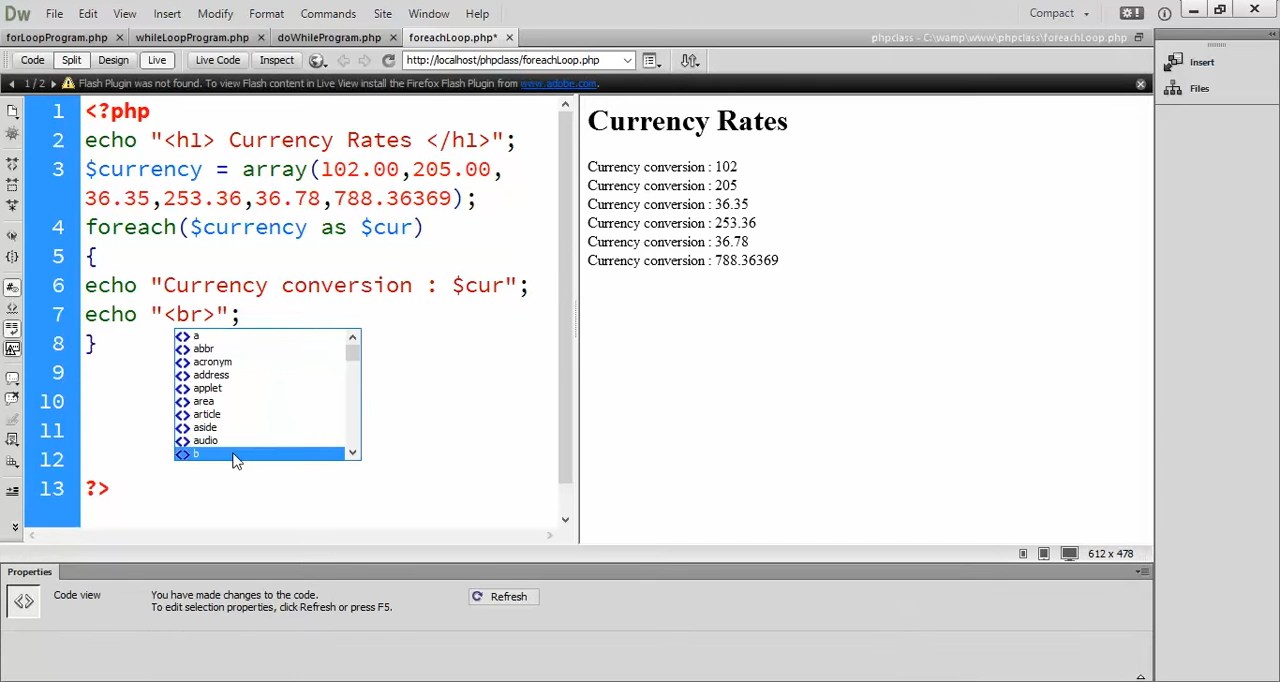 Dw File Edit View Insert Modify Format Commands Site Window Help Compact
forLoopProgram.php whileLoopProgram.php doWhileProgram.php foreachLoop.php* phpclass - C:\wamp\www\phpclass\foreachLoop.php
Code Split Design Live Live Code Inspect http://localhost/phpclass/foreachLoop.php
1 / 2 Flash Plugin was not found. To view Flash content in Live View install the Firefox Flash Plugin from www.adobe.com.
Insert
Files
1 <?php
2 echo "<h1> Currency Rates </h1>";
3 $currency = array(102.00,205.00,
36.35,253.36,36.78,788.36369);
4 foreach($currency as $cur)
5 {
6 echo "Currency conversion : $cur";
7 echo "<br>";
8 }
9
10
11
12
13 ?>
a
abbr
acronym
address
applet
area
article
aside
audio
b
Currency Rates
Currency conversion : 102
Currency conversion : 205
Currency conversion : 36.35
Currency conversion : 253.36
Currency conversion : 36.78
Currency conversion : 788.36369
612 x 478
Properties
Code view You have made changes to the code. Refresh
To edit selection properties, click Refresh or press F5.